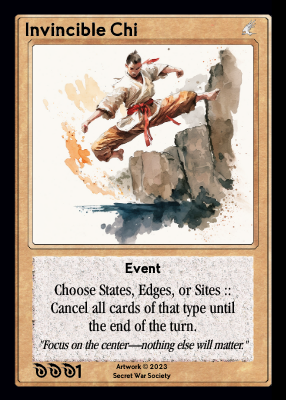 Invincible Chi
Event
Choose States, Edges, or Sites ::
Cancel all cards of that type until
the end of the turn.
"Focus on the center—nothing else will matter."
Artwork © 2023
Secret War Society
1